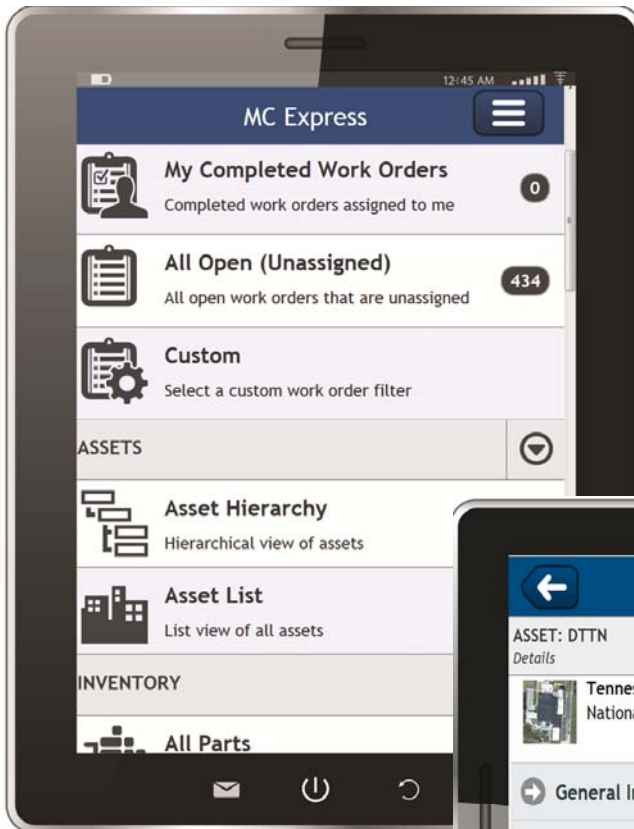 12:45 AM
MC Express
My Completed Work Orders
Completed work orders assigned to me
0
All Open (Unassigned)
All open work orders that are unassigned
434
Custom
Select a custom work order filter
ASSETS
Asset Hierarchy
Hierarchical view of assets
Asset List
List view of all assets
INVENTORY
All Parts
ASSET: DTTN
Details